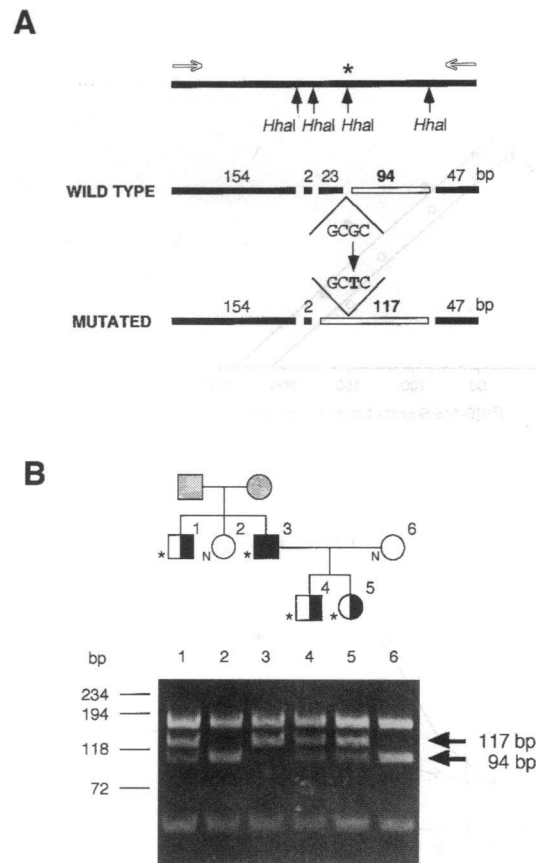 A
*
HhaI HhaI HhaI HhaI
154 2 23 94 47 bp
WILD TYPE
GCGC
GCTC
154 2 117 47 bp
MUTATED
B
1 2 3 6
* N * N
4 5
* *
bp 1 2 3 4 5 6
234
194
117 bp
118
94 bp
72